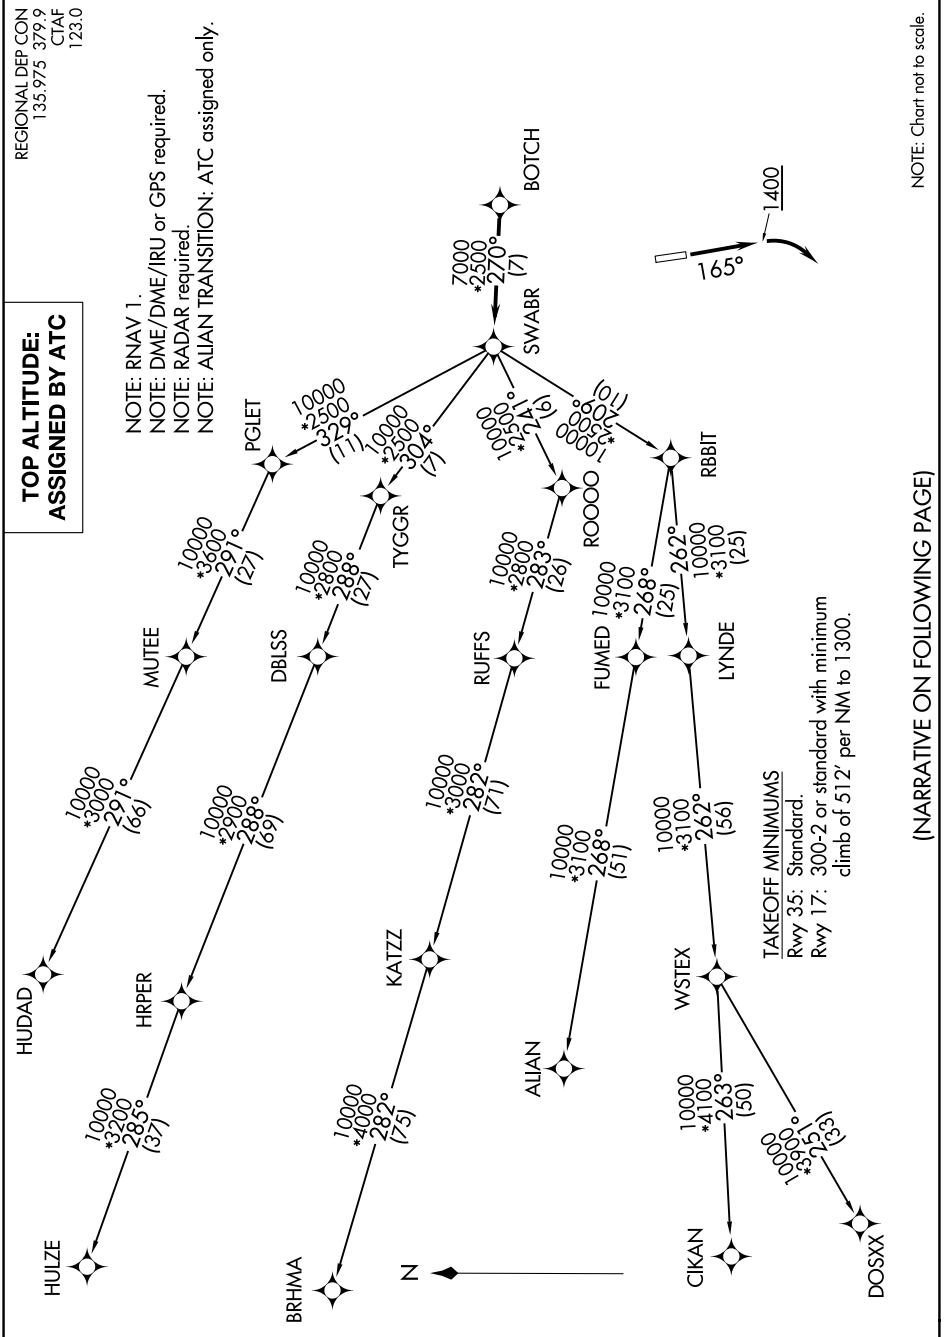 TOP ALTITUDE:
ASSIGNED BY ATC
REGIONAL DEP CON
135.975 379.9
CTAF
123.0
NOTE: RNAV 1.
NOTE: DME/DME/IRU or GPS required.
NOTE: RADAR required.
NOTE: ALIAN TRANSITION: ATC assigned only.
HUDAD
10000
*3000
291°
(66)
MUTEE
10000
*3600
291°
(27)
PGLET
10000
*2500
329°
(11)
HULZE
10000
*3200
285°
(37)
HRPER
10000
*2900
288°
(69)
DBLSS
10000
*2800
288°
(27)
TYGGR
10000
*2500
304°
(7)
BRHMA
10000
*4000
282°
(75)
KATZZ
10000
*3000
282°
(71)
RUFFS
10000
*2800
283°
(26)
ROOOO
10000
*2500
241°
(6)
SWABR
7000
*2500
270°
(7)
BOTCH
N
ALIAN
10000
*3100
268°
(51)
FUMED
10000
*3100
268°
(25)
RBBIT
10000
*2500
209°
(10)
CIKAN
10000
*4100
263°
(50)
WSTEX
10000
*3100
262°
(56)
LYNDE
262°
10000
*3100
(25)
DOSXX
10000
*3900
251°
(33)
165°
1400
TAKEOFF MINIMUMS
Rwy 35: Standard.
Rwy 17: 300-2 or standard with minimum
climb of 512' per NM to 1300.
NOTE: Chart not to scale.
(NARRATIVE ON FOLLOWING PAGE)